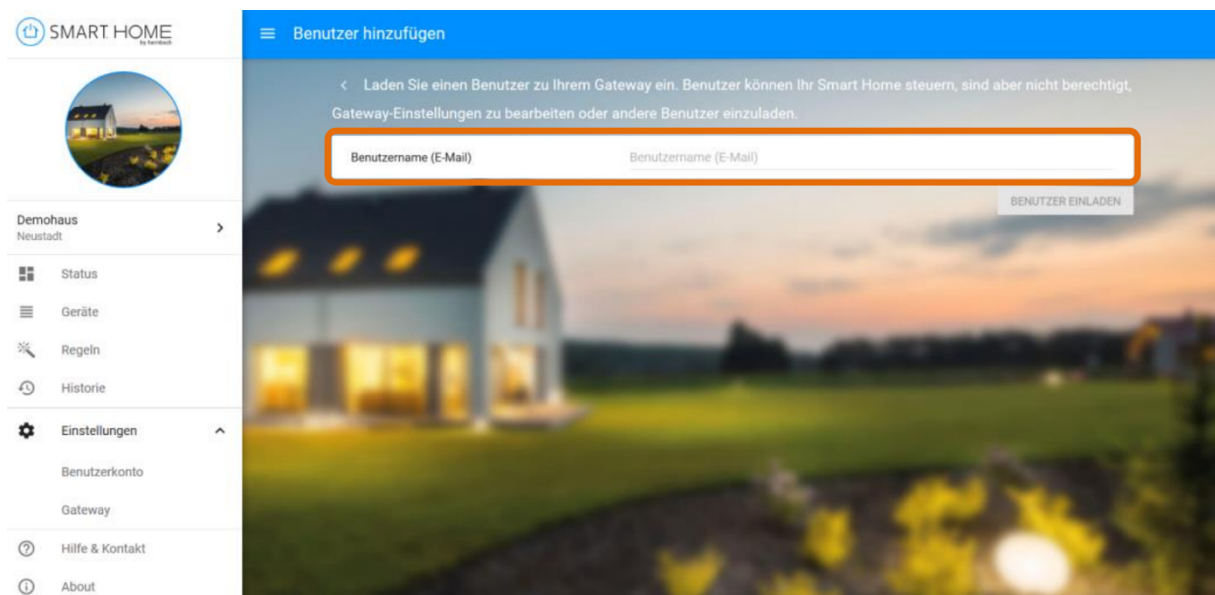 SMART HOME
by hornbach
Benutzer hinzufügen
Laden Sie einen Benutzer zu Ihrem Gateway ein. Benutzer können Ihr Smart Home steuern, sind aber nicht berechtigt,
Gateway-Einstellungen zu bearbeiten oder andere Benutzer einzuladen.
Benutzername (E-Mail)
Benutzername (E-Mail)
BENUTZER EINLADEN
Demohaus
Neustadt
Status
Geräte
Regeln
Historie
Einstellungen
Benutzerkonto
Gateway
Hilfe & Kontakt
About